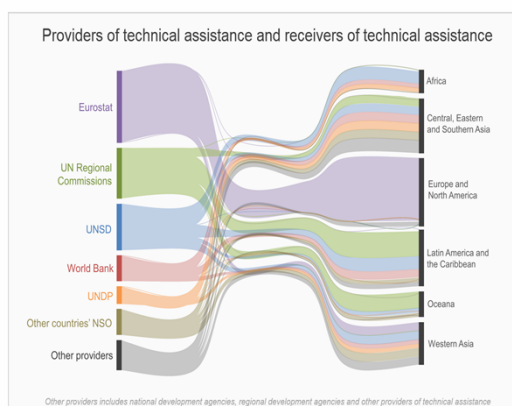 Providers of technical assistance and receivers of technical assistance
Eurostat
UN Regional
Commissions
UNSD
World Bank
UNDP
Other countries' NSO
Other providers
Africa
Central, Eastern
and Southern Asia
Europe and
North America
Latin America and
the Caribbean
Oceana
Western Asia
Other providers includes national development agencies, regional development agencies and other providers of technical assistance